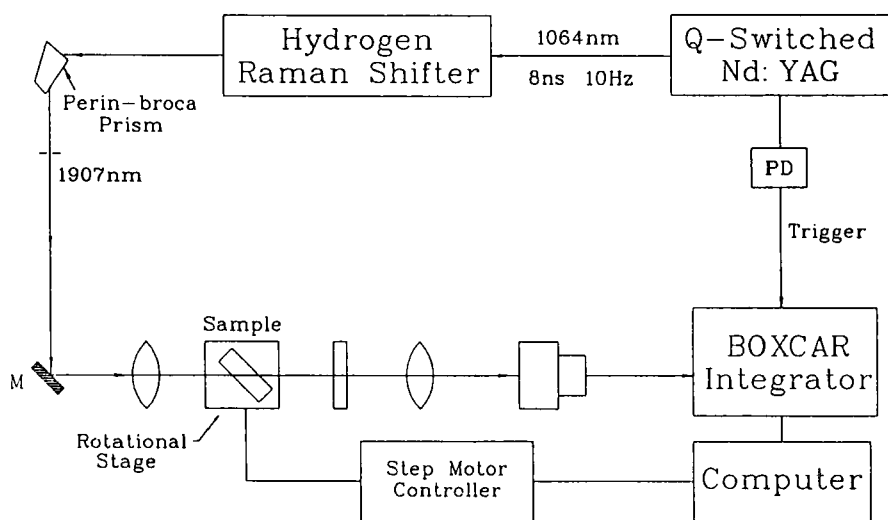 Hydrogen
Raman Shifter
1064nm
8ns 10Hz
Q-Switched
Nd: YAG
Perin-broca
Prism
1907nm
PD
Trigger
Sample
M
BOXCAR
Integrator
Rotational
Stage
Step Motor
Controller
Computer